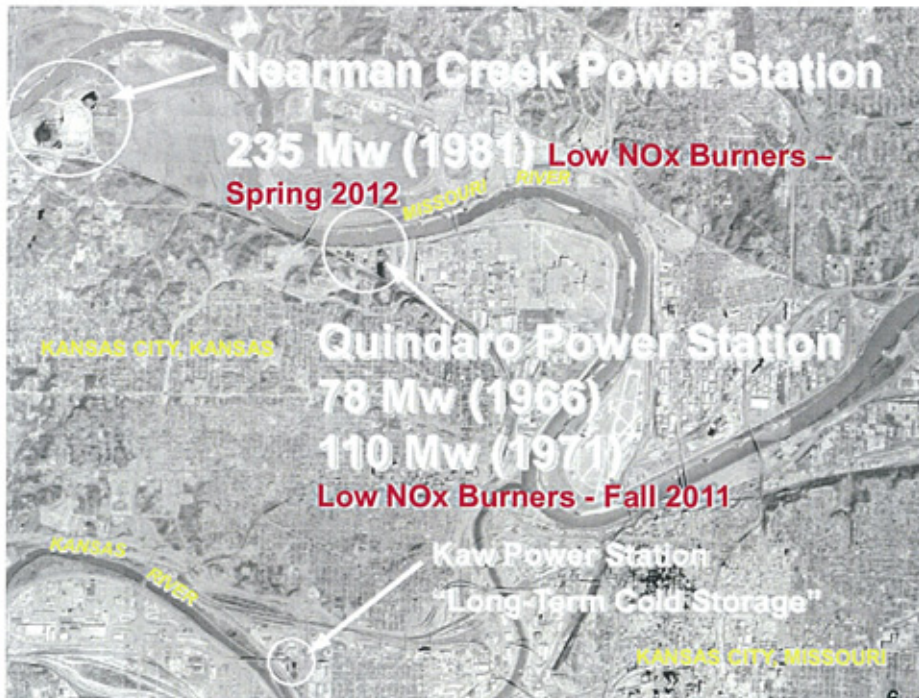 Nearman Creek Power Station
235 Mw (1981) Low NOx Burners –
Spring 2012
MISSOURI RIVER
KANSAS CITY, KANSAS
Quindaro Power Station
78 Mw (1966)
110 Mw (1971)
Low NOx Burners - Fall 2011
KANSAS RIVER
Kaw Power Station
"Long-Term Cold Storage"
KANSAS CITY, MISSOURI
6